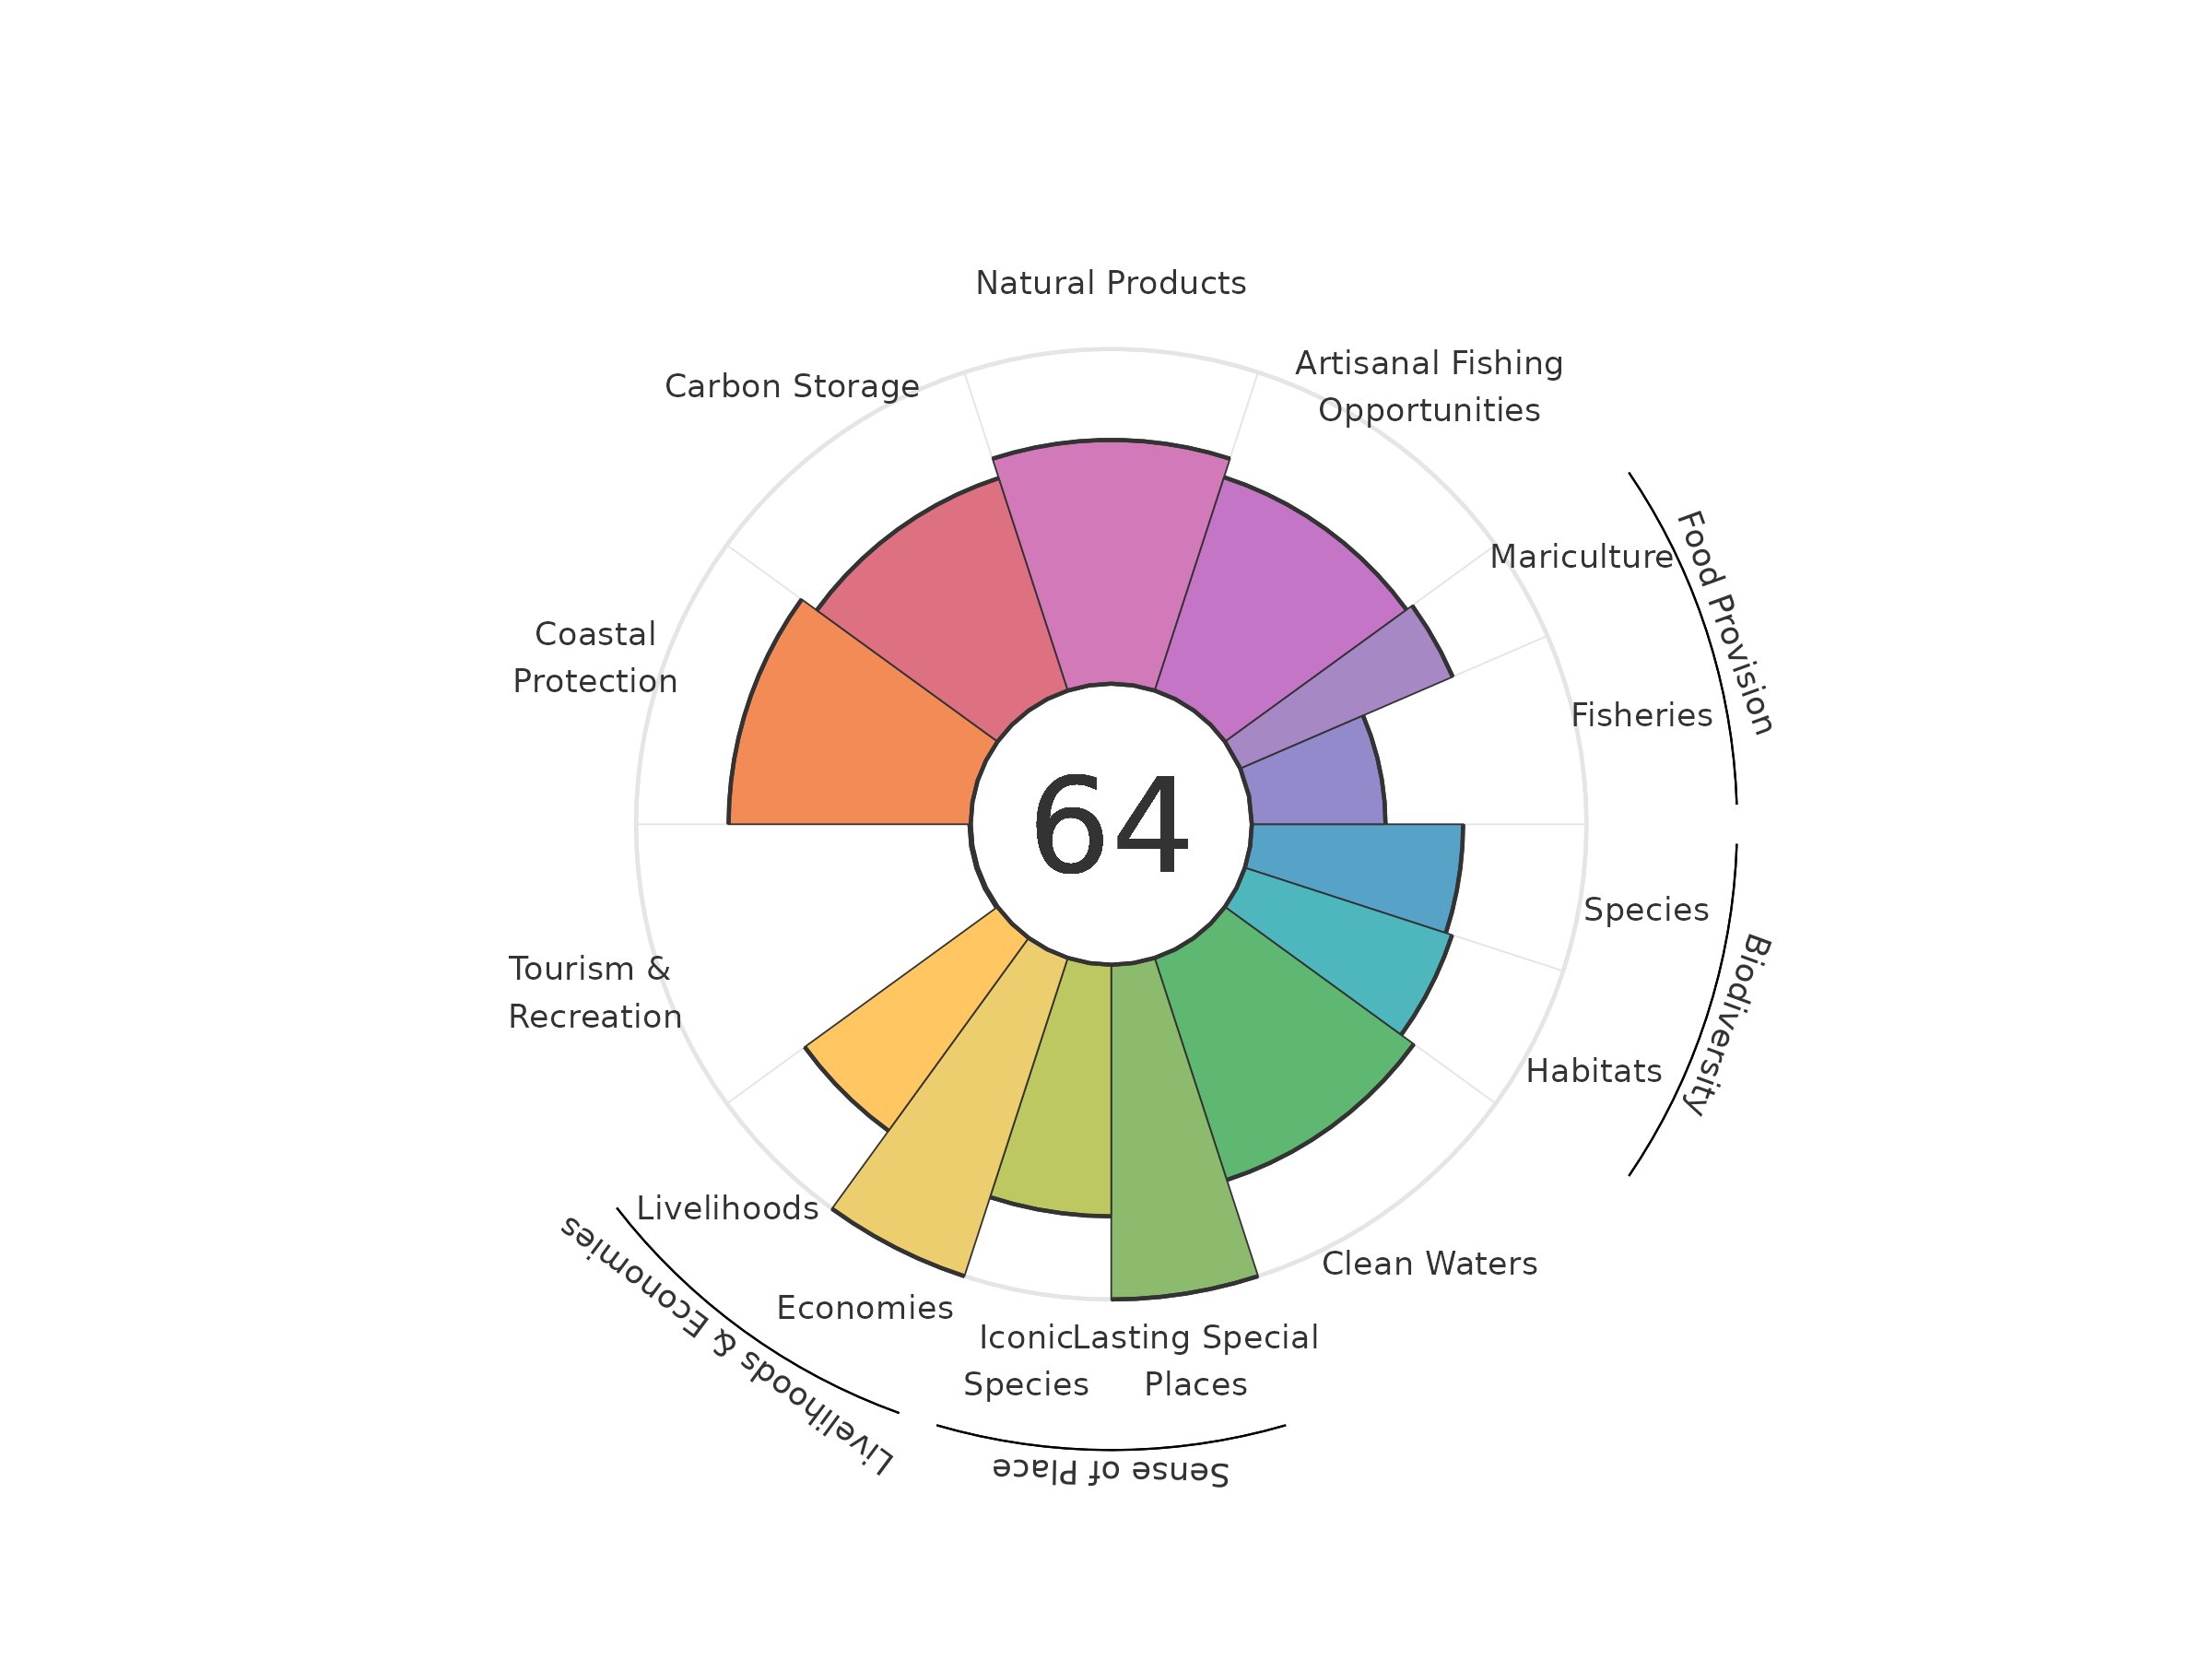 Natural Products
Carbon Storage
Artisanal Fishing
Opportunities
Mariculture
Food Provision
Coastal
Protection
Fisheries
64
Species
Biodiversity
Tourism &
Recreation
Habitats
Livelihoods
Clean Waters
Economies
Livelihoods & Economies
Iconic
Species
Lasting Special
Places
Sense of Place